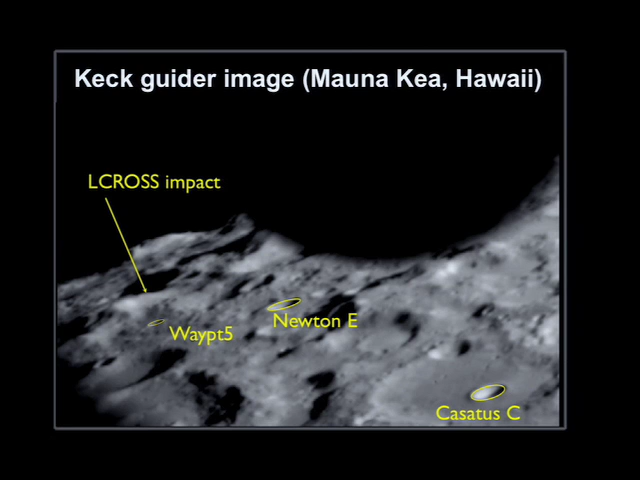 Keck guider image (Mauna Kea, Hawaii)
LCROSS impact
Newton E
Waypt5
Casatus C